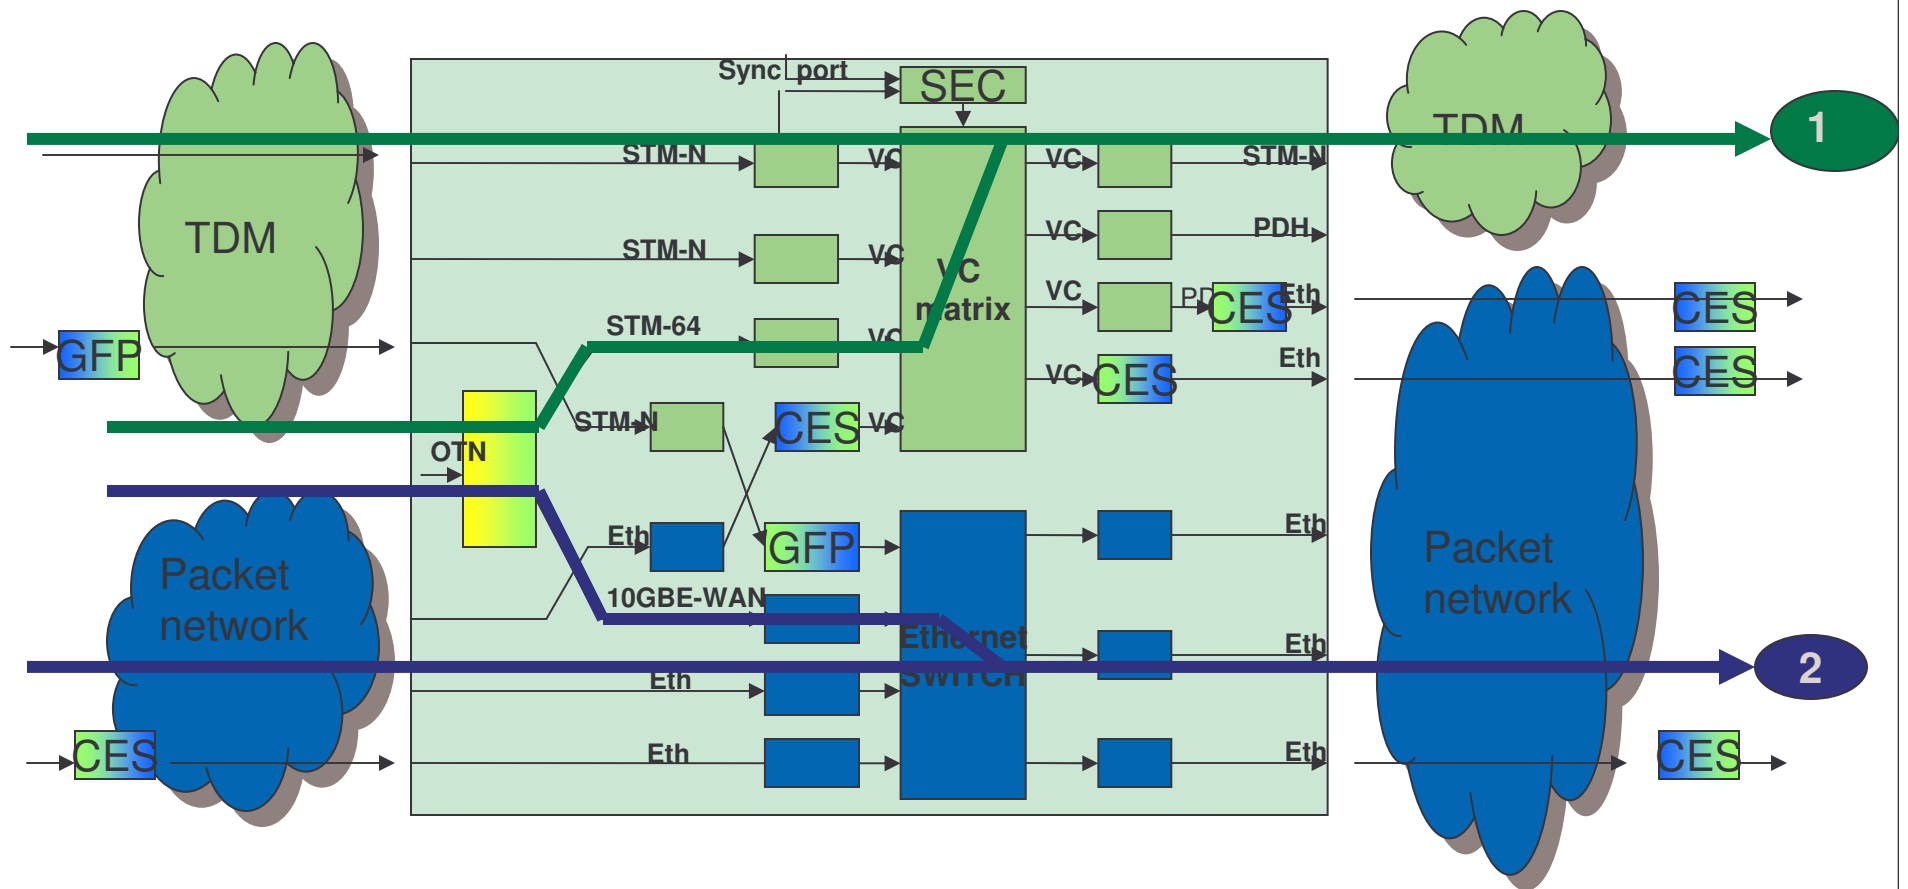 Sync port
SEC
1
TDM
STM-N
VC
VC
STM-N
TDM
STM-N
VC
VC
PDH
VC
matrix
VC
PD
CES
Eth
CES
GFP
STM-64
VC
VC
CES
Eth
CES
STM-N
CES
VC
OTN
Eth
GFP
Eth
Packet
network
Packet
network
10GBE-WAN
Ethernet
SWITCH
Eth
2
Eth
CES
Eth
Eth
CES